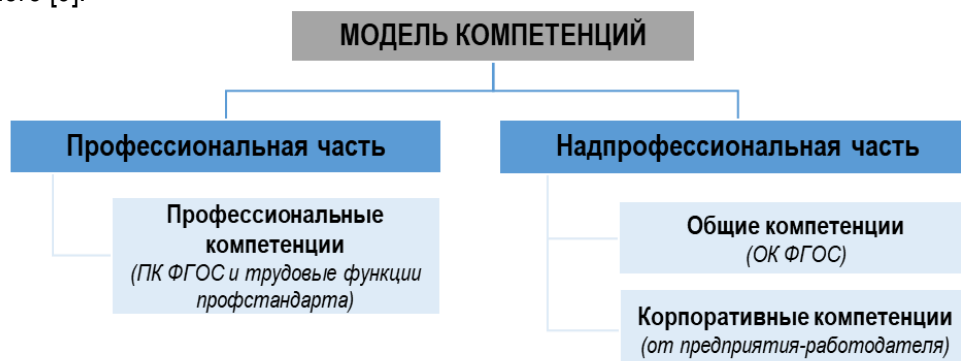 МОДЕЛЬ КОМПЕТЕНЦИЙ
Профессиональная часть
Надпрофессиональная часть
Профессиональные
компетенции
(ПК ФГОС и трудовые функции
профстандарта)
Общие компетенции
(ОК ФГОС)
Корпоративные компетенции
(от предприятия-работодателя)